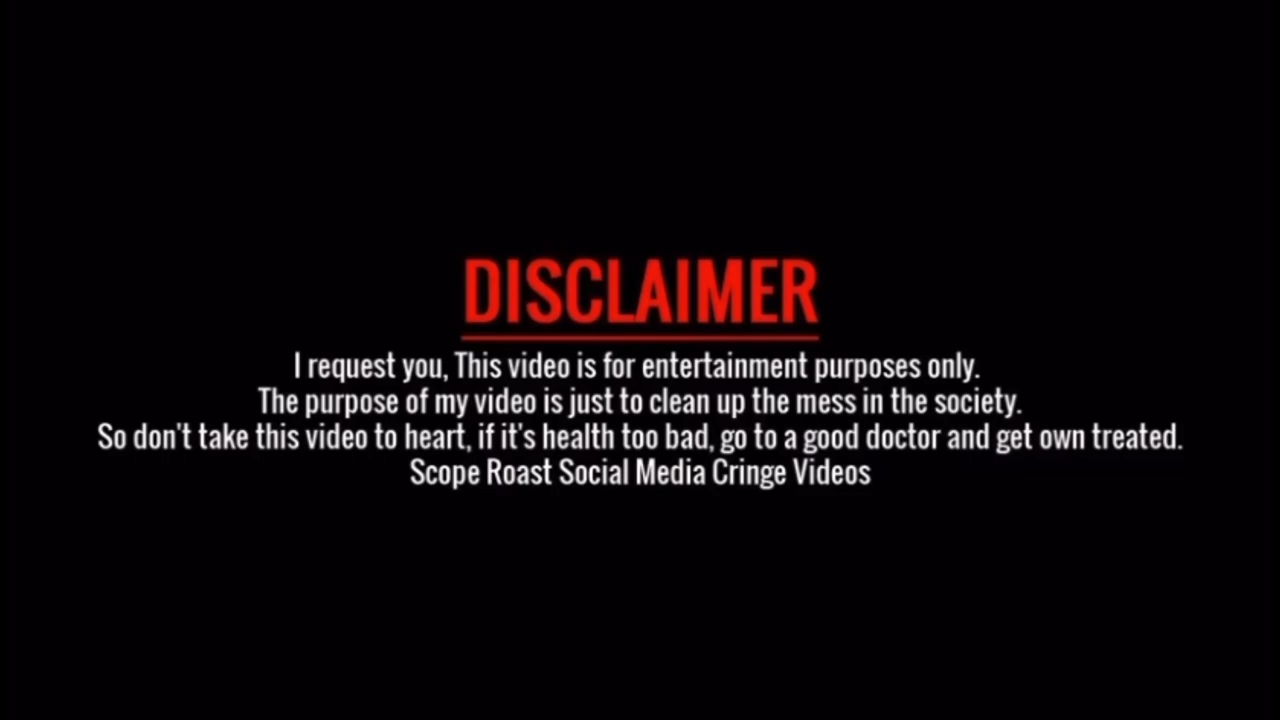 DISCLAIMER
I request you, This video is for entertainment purposes only.
The purpose of my video is just to clean up the mess in the society.
So don't take this video to heart, if it's health too bad, go to a good doctor and get own treated.
Scope Roast Social Media Cringe Videos